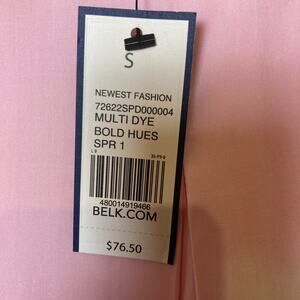 S
NEWEST FASHION
72622SPD000004
MULTI DYE
BOLD HUES
SPR 1
480014919466
BELK.COM
$76.50